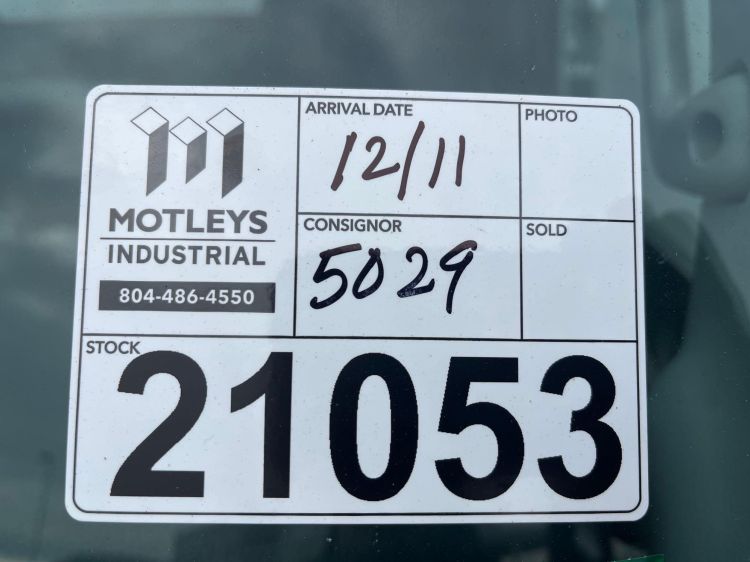 MOTLEYS
INDUSTRIAL
804-486-4550
ARRIVAL DATE
12/11
PHOTO
CONSIGNOR
5029
SOLD
STOCK
21053